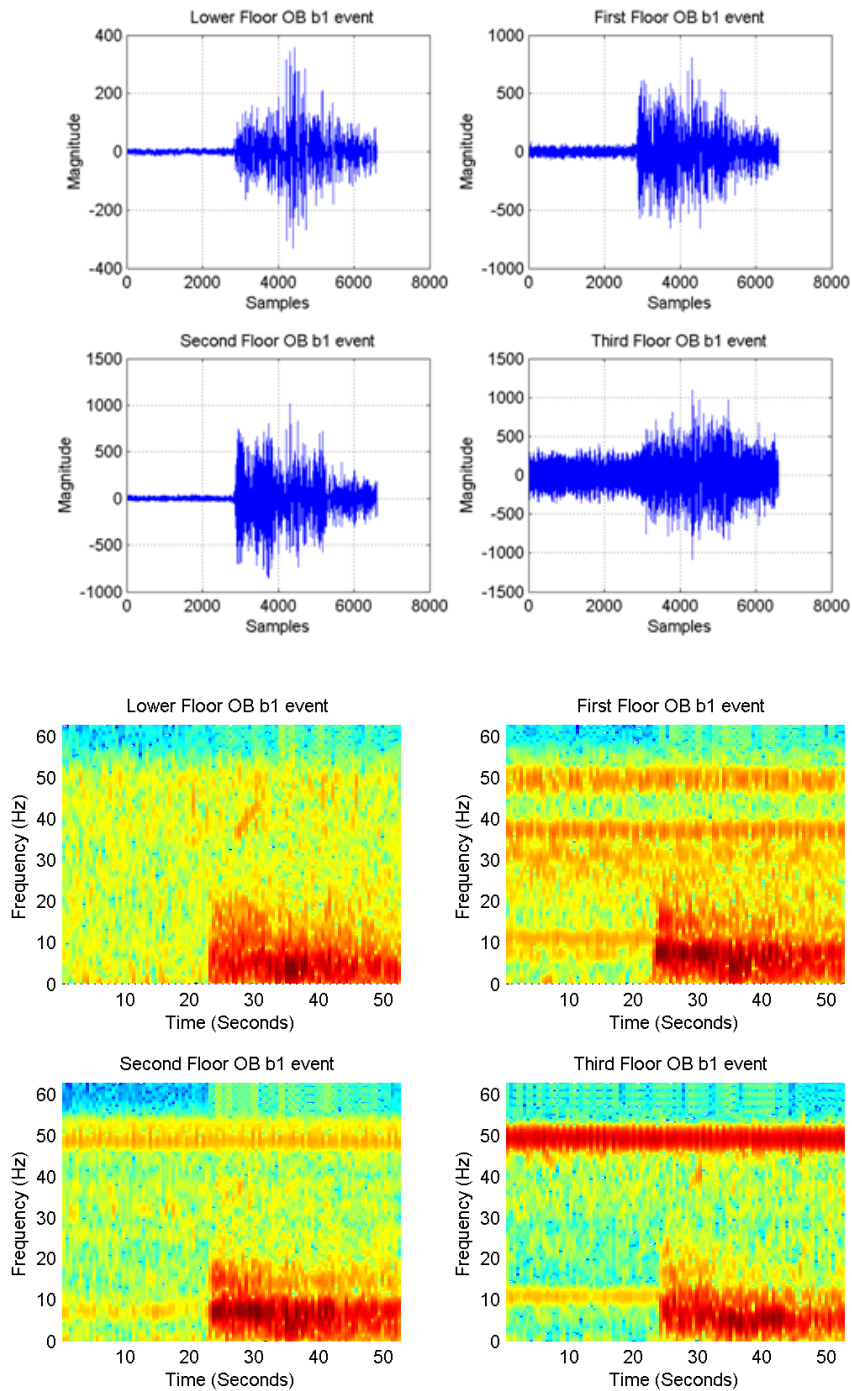 Lower Floor OB b1 event
400
200
0
-200
-400
Magnitude
0 2000 4000 6000 8000
Samples
First Floor OB b1 event
1000
500
0
-500
-1000
Magnitude
0 2000 4000 6000 8000
Samples
Second Floor OB b1 event
1500
1000
500
0
-500
-1000
Magnitude
0 2000 4000 6000 8000
Samples
Third Floor OB b1 event
1500
1000
500
0
-500
-1000
-1500
Magnitude
0 2000 4000 6000 8000
Samples
Lower Floor OB b1 event
60
50
40
30
20
10
0
Frequency (Hz)
10 20 30 40 50
Time (Seconds)
First Floor OB b1 event
60
50
40
30
20
10
0
Frequency (Hz)
10 20 30 40 50
Time (Seconds)
Second Floor OB b1 event
60
50
40
30
20
10
0
Frequency (Hz)
10 20 30 40 50
Time (Seconds)
Third Floor OB b1 event
60
50
40
30
20
10
0
Frequency (Hz)
10 20 30 40 50
Time (Seconds)